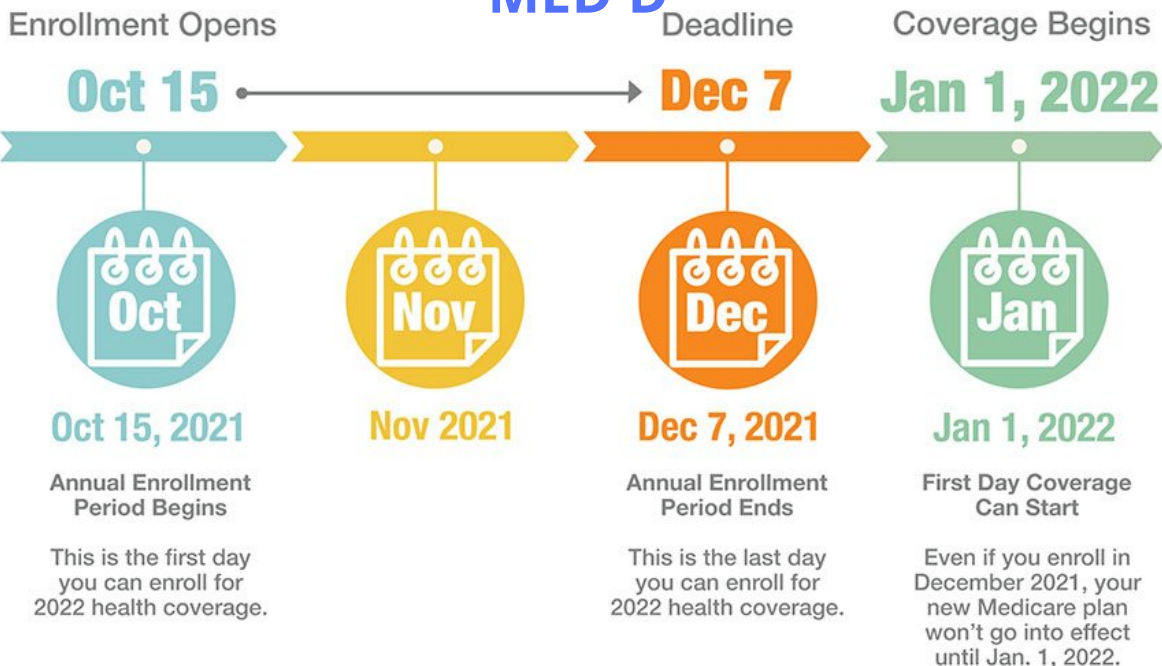 MED D
Enrollment Opens
Deadline
Coverage Begins
Oct 15
Dec 7
Jan 1, 2022
Oct
Nov
Dec
Jan
Oct 15, 2021
Nov 2021
Dec 7, 2021
Jan 1, 2022
Annual Enrollment
Period Begins
This is the first day
you can enroll for
2022 health coverage.
Annual Enrollment
Period Ends
This is the last day
you can enroll for
2022 health coverage.
First Day Coverage
Can Start
Even if you enroll in
December 2021, your
new Medicare plan
won't go into effect
until Jan. 1, 2022.